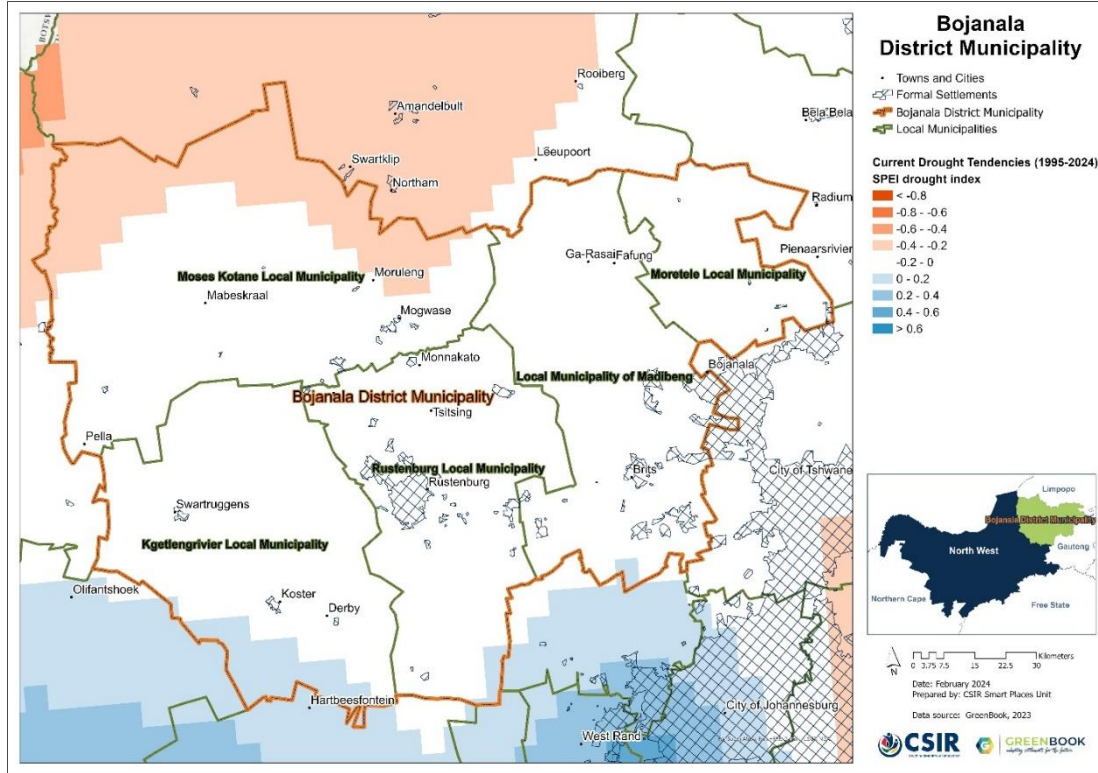 Bojanala
District Municipality
Towns and Cities
Formal Settlements
Bojanala District Municipality
Local Municipalities
Current Drought Tendencies (1995-2024)
SPEI drought index
< -0.8
-0.8 - -0.6
-0.6 - -0.4
-0.4 - -0.2
-0.2 - 0
0 - 0.2
0.2 - 0.4
0.4 - 0.6
> 0.6
Rooiberg
Amandelbult
Bela Bela
Leeupoort
Swartklip
Northam
Radium
Pienaarsrivier
Ga-Rasai
Fafung
Moses Kotane Local Municipality
Moruleng
Moretele Local Municipality
Mabeskraal
Mogwase
Monnakato
Bojanala
Local Municipality of Madibeng
Bojanala District Municipality
Tsitsing
Pella
Rustenburg Local Municipality
Rustenburg
Brits
City of Tshwane
Swartruggens
Kgetlengrivier Local Municipality
Olifantshoek
Koster
Derby
Hartbeesfontein
City of Johannesburg
West Rand
Limpopo
Bojanala District Municipality
North West
Gauteng
Northern Cape
Free State
N
Kilometers
0 3.75 7.5 15 22.5 30
Date: February 2024
Prepared by: CSIR Smart Places Unit
Data source: GreenBook, 2023
CSIR
GREENBOOK